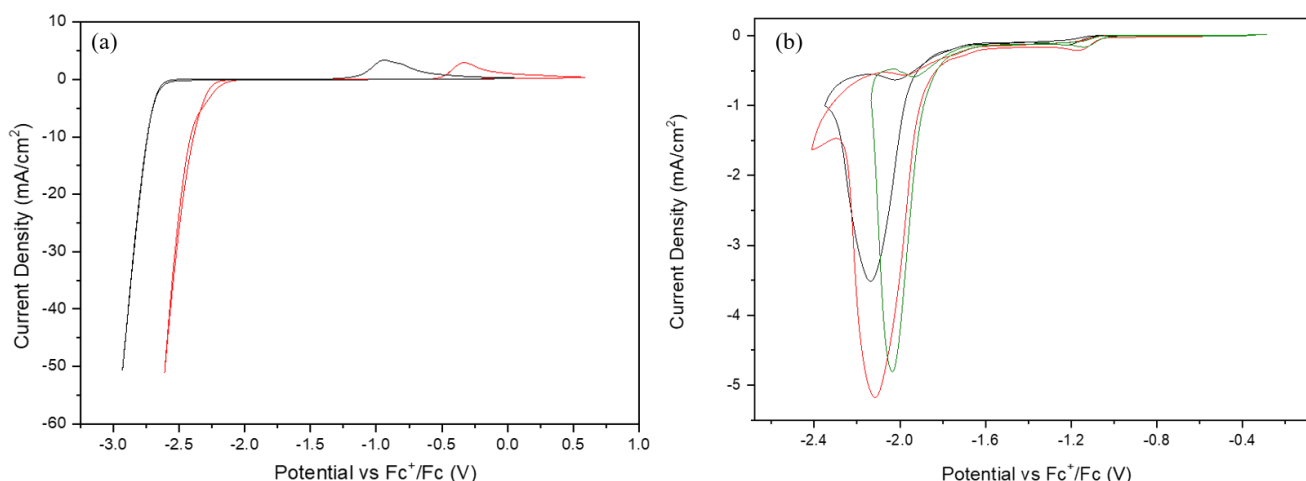 (a)
10
0
-10
-20
-30
-40
-50
-60
Current Density (mA/cm²)
-3.0 -2.5 -2.0 -1.5 -1.0 -0.5 0.0 0.5 1.0
Potential vs Fc⁺/Fc (V)
(b)
0
-1
-2
-3
-4
-5
Current Density (mA/cm²)
-2.4 -2.0 -1.6 -1.2 -0.8 -0.4
Potential vs Fc⁺/Fc (V)